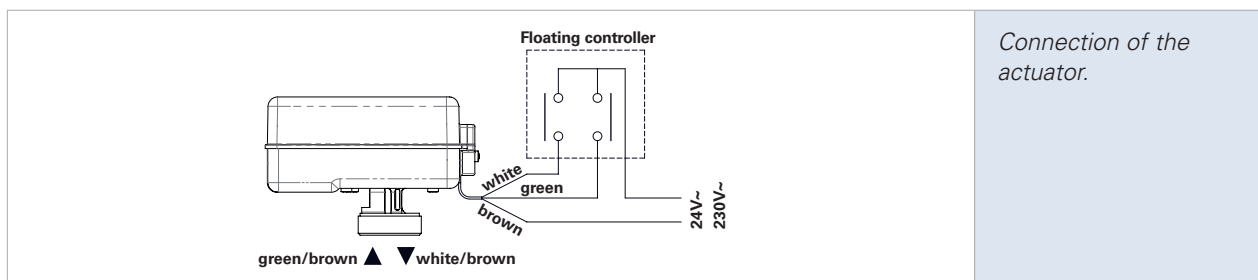 Floating controller
Connection of the
actuator.
white
green
brown
24V~
230V~
green/brown ▲ ▼ white/brown